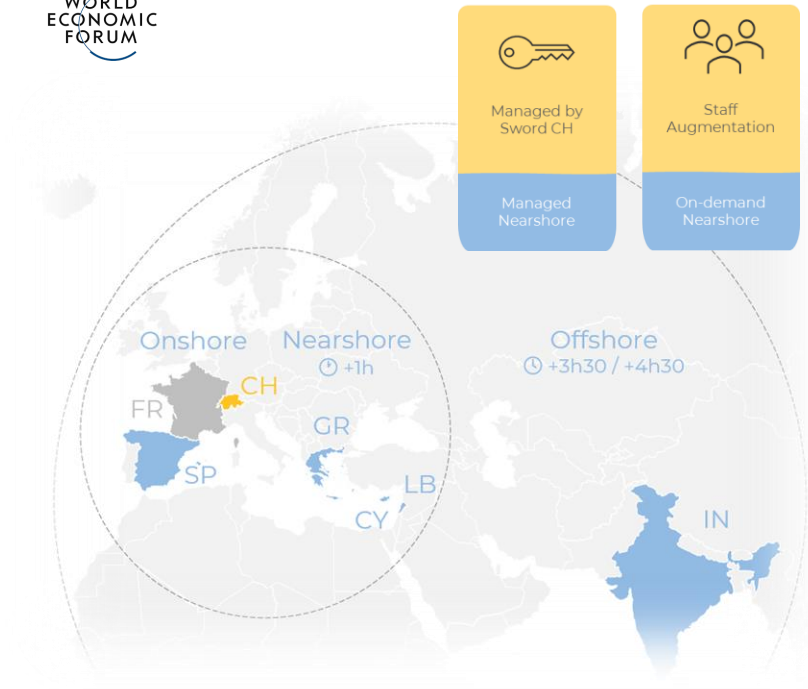 WORLD
ECONOMIC
FORUM
Managed by
Sword CH
Managed
Nearshore
Staff
Augmentation
On-demand
Nearshore
Onshore
Nearshore
+1h
Offshore
+3h30 / +4h30
CH
FR
GR
SP
LB
CY
IN